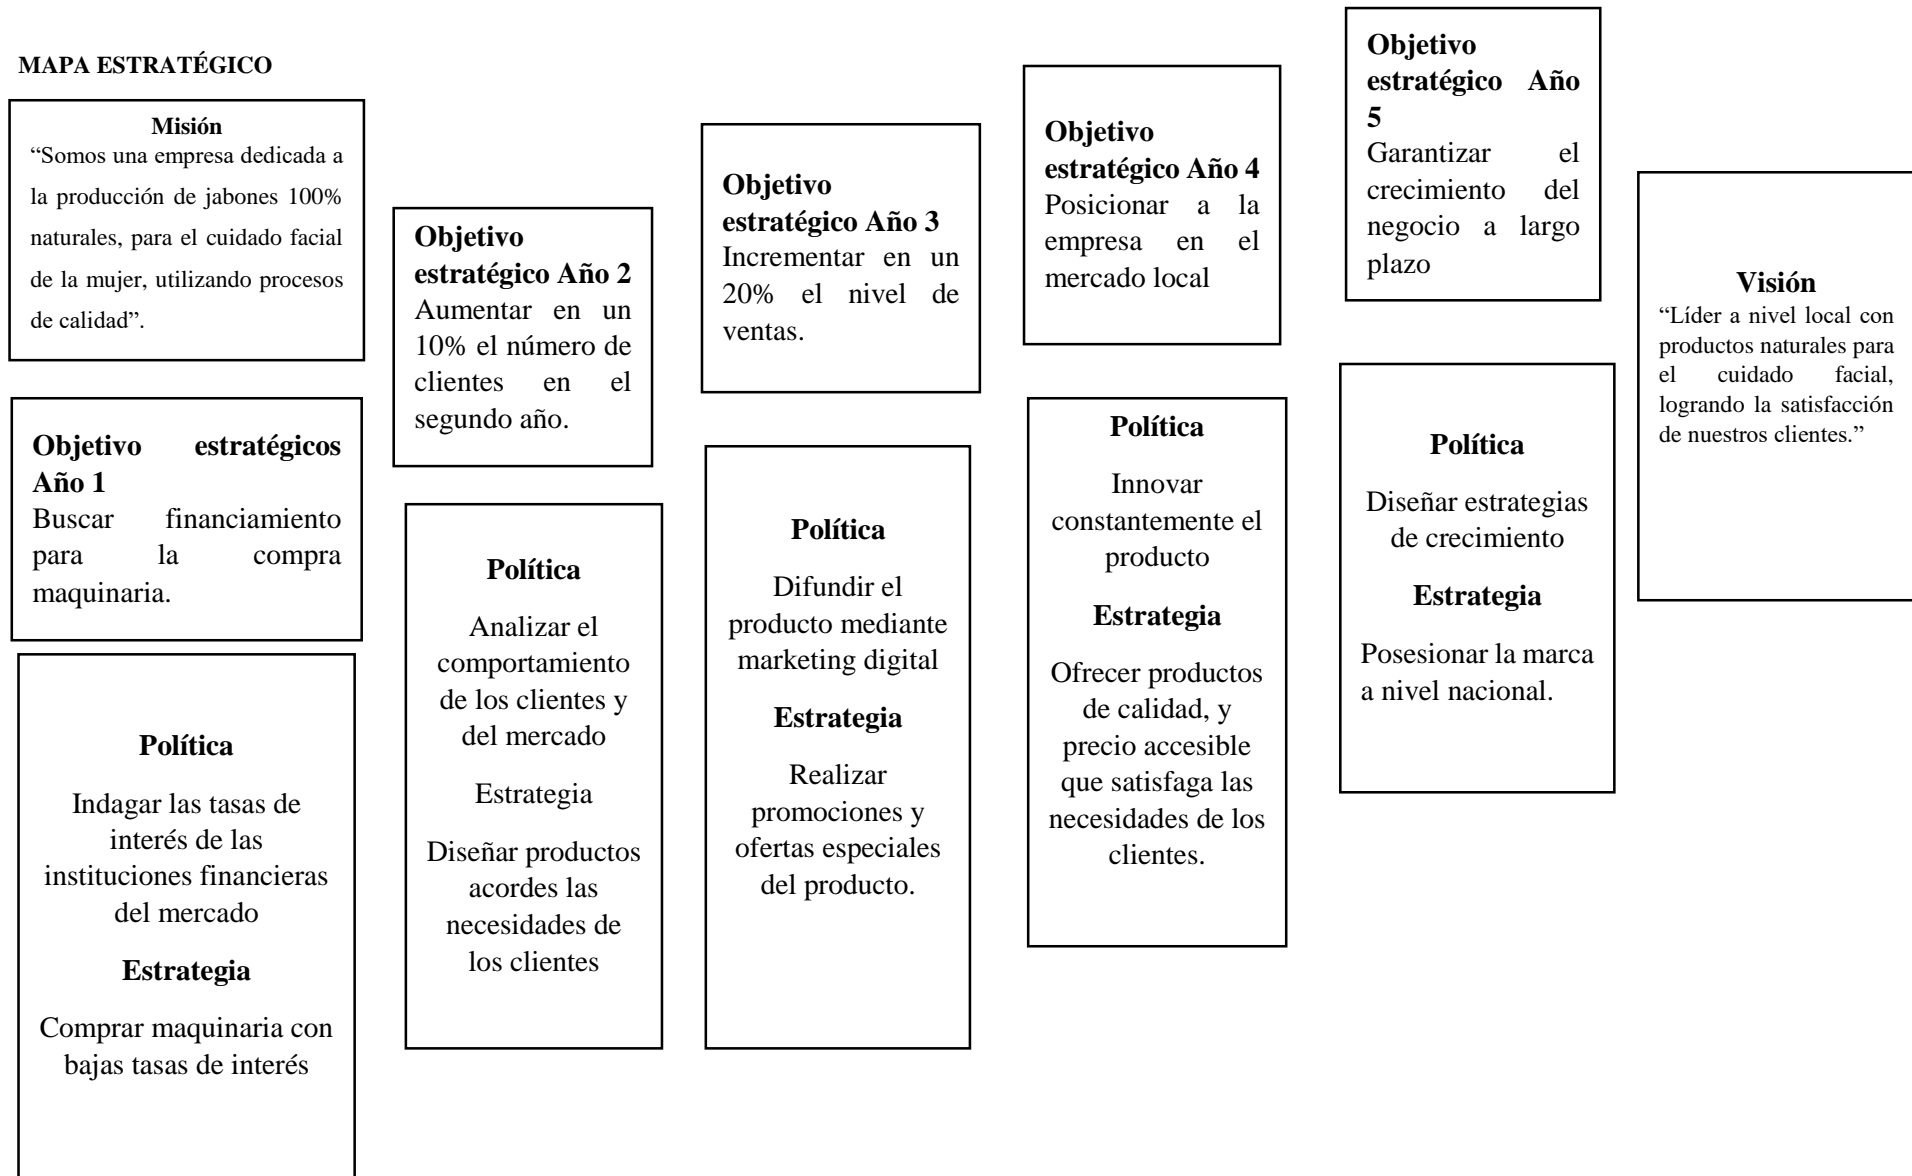 MAPA ESTRATÉGICO
Misión
“Somos una empresa dedicada a
la producción de jabones 100%
naturales, para el cuidado facial
de la mujer, utilizando procesos
de calidad”.
Objetivo estratégicos
Año 1
Buscar financiamiento
para la compra
maquinaria.
Política
Indagar las tasas de
interés de las
instituciones financieras
del mercado
Estrategia
Comprar maquinaria con
bajas tasas de interés
Objetivo
estratégico Año 2
Aumentar en un
10% el número de
clientes en el
segundo año.
Política
Analizar el
comportamiento
de los clientes y
del mercado
Estrategia
Diseñar productos
acordes las
necesidades de
los clientes
Objetivo
estratégico Año 3
Incrementar en un
20% el nivel de
ventas.
Política
Difundir el
producto mediante
marketing digital
Estrategia
Realizar
promociones y
ofertas especiales
del producto.
Objetivo
estratégico Año 4
Posicionar a la
empresa en el
mercado local
Política
Innovar
constantemente el
producto
Estrategia
Ofrecer productos
de calidad, y
precio accesible
que satisfaga las
necesidades de los
clientes.
Objetivo
estratégico Año
5
Garantizar el
crecimiento del
negocio a largo
plazo
Política
Diseñar estrategias
de crecimiento
Estrategia
Posesionar la marca
a nivel nacional.
Visión
“Líder a nivel local con
productos naturales para
el cuidado facial,
logrando la satisfacción
de nuestros clientes.”